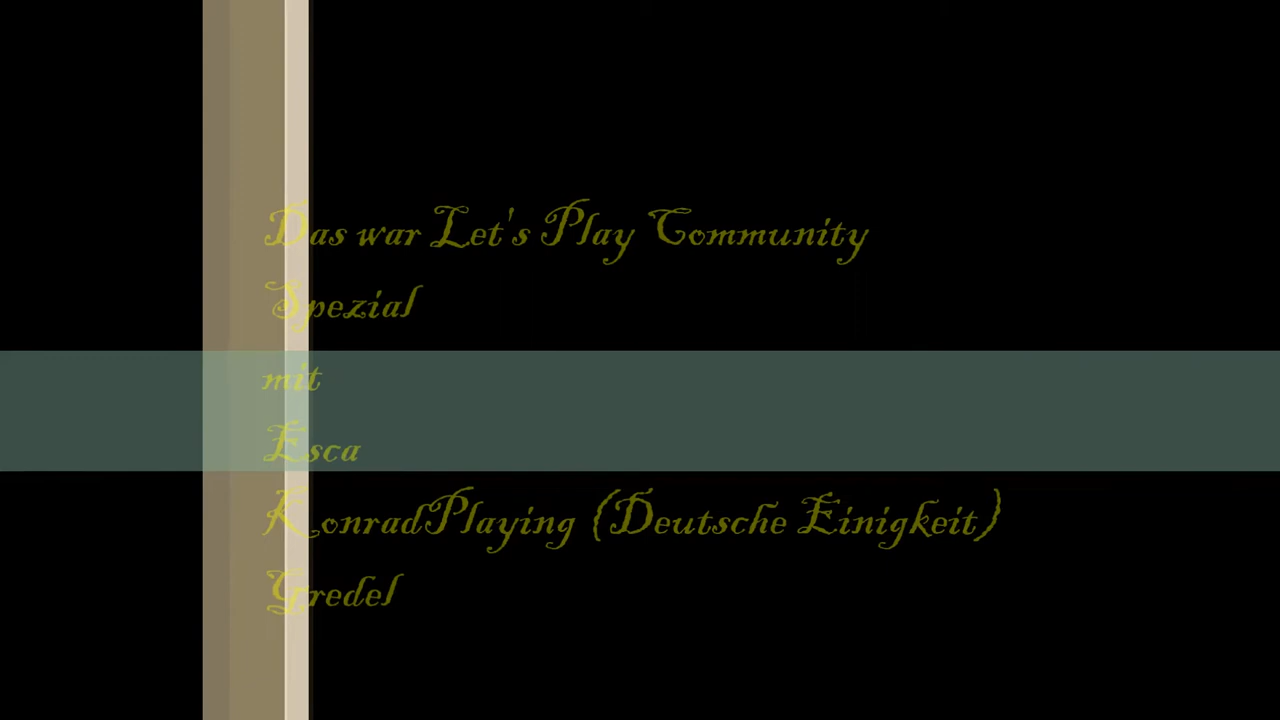 Das war Let's Play Community
Spezial
mit
Esca
KonradPlaying (Deutsche Einigkeit)
Gredel